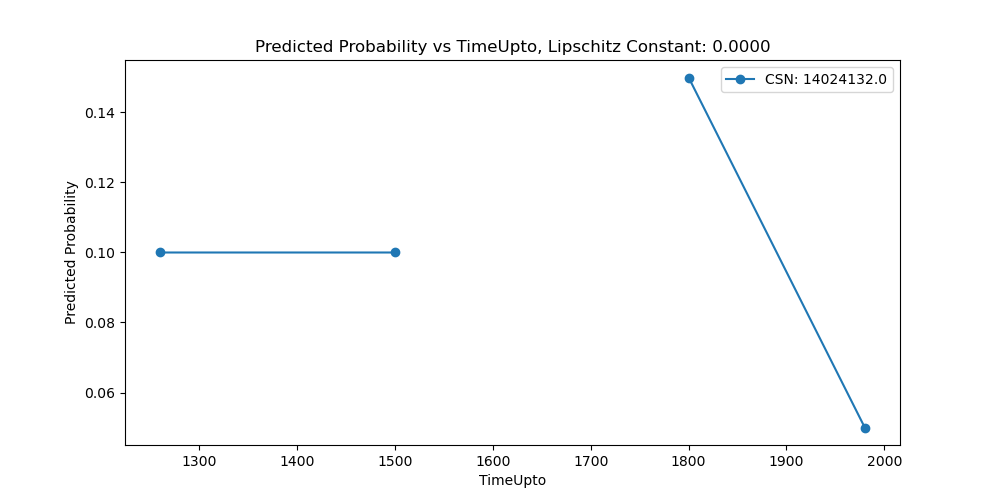 Predicted Probability vs TimeUpto, Lipschitz Constant: 0.0000
CSN: 14024132.0
Predicted Probability
0.14
0.12
0.10
0.08
0.06
1300 1400 1500 1600 1700 1800 1900 2000
TimeUpto